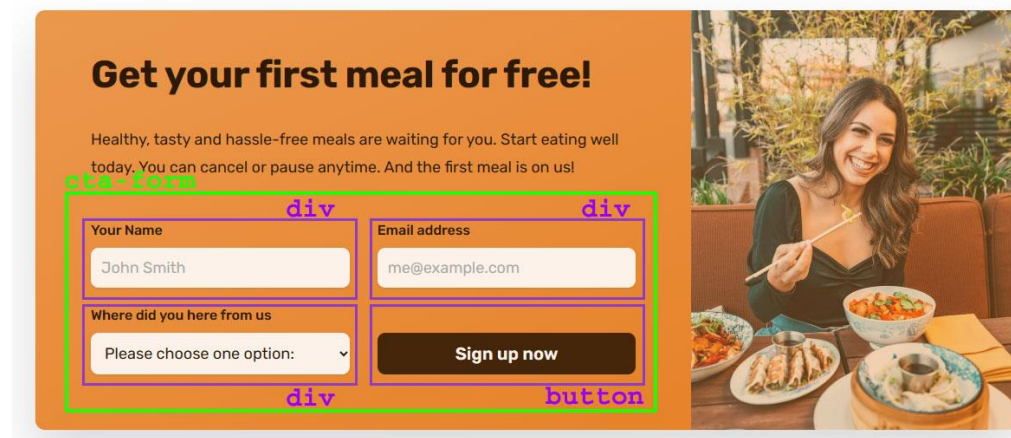 Get your first meal for free!
Healthy, tasty and hassle-free meals are waiting for you. Start eating well
today. You can cancel or pause anytime. And the first meal is on us!
cta-form
div
div
Your Name
Email address
John Smith
me@example.com
Where did you here from us
Please choose one option:
Sign up now
div
button